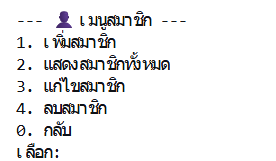 --- 👤 เมนูสมาชิก ---
1. เพิ่มสมาชิก
2. แสดงสมาชิกทั้งหมด
3. แก้ไขสมาชิก
4. ลบสมาชิก
0. กลับ
เลือก: